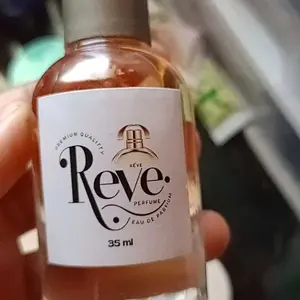 PREMIUM QUALITY
RÊVE
Reve.
PERFUME
EAU DE PARFUM
35 ml